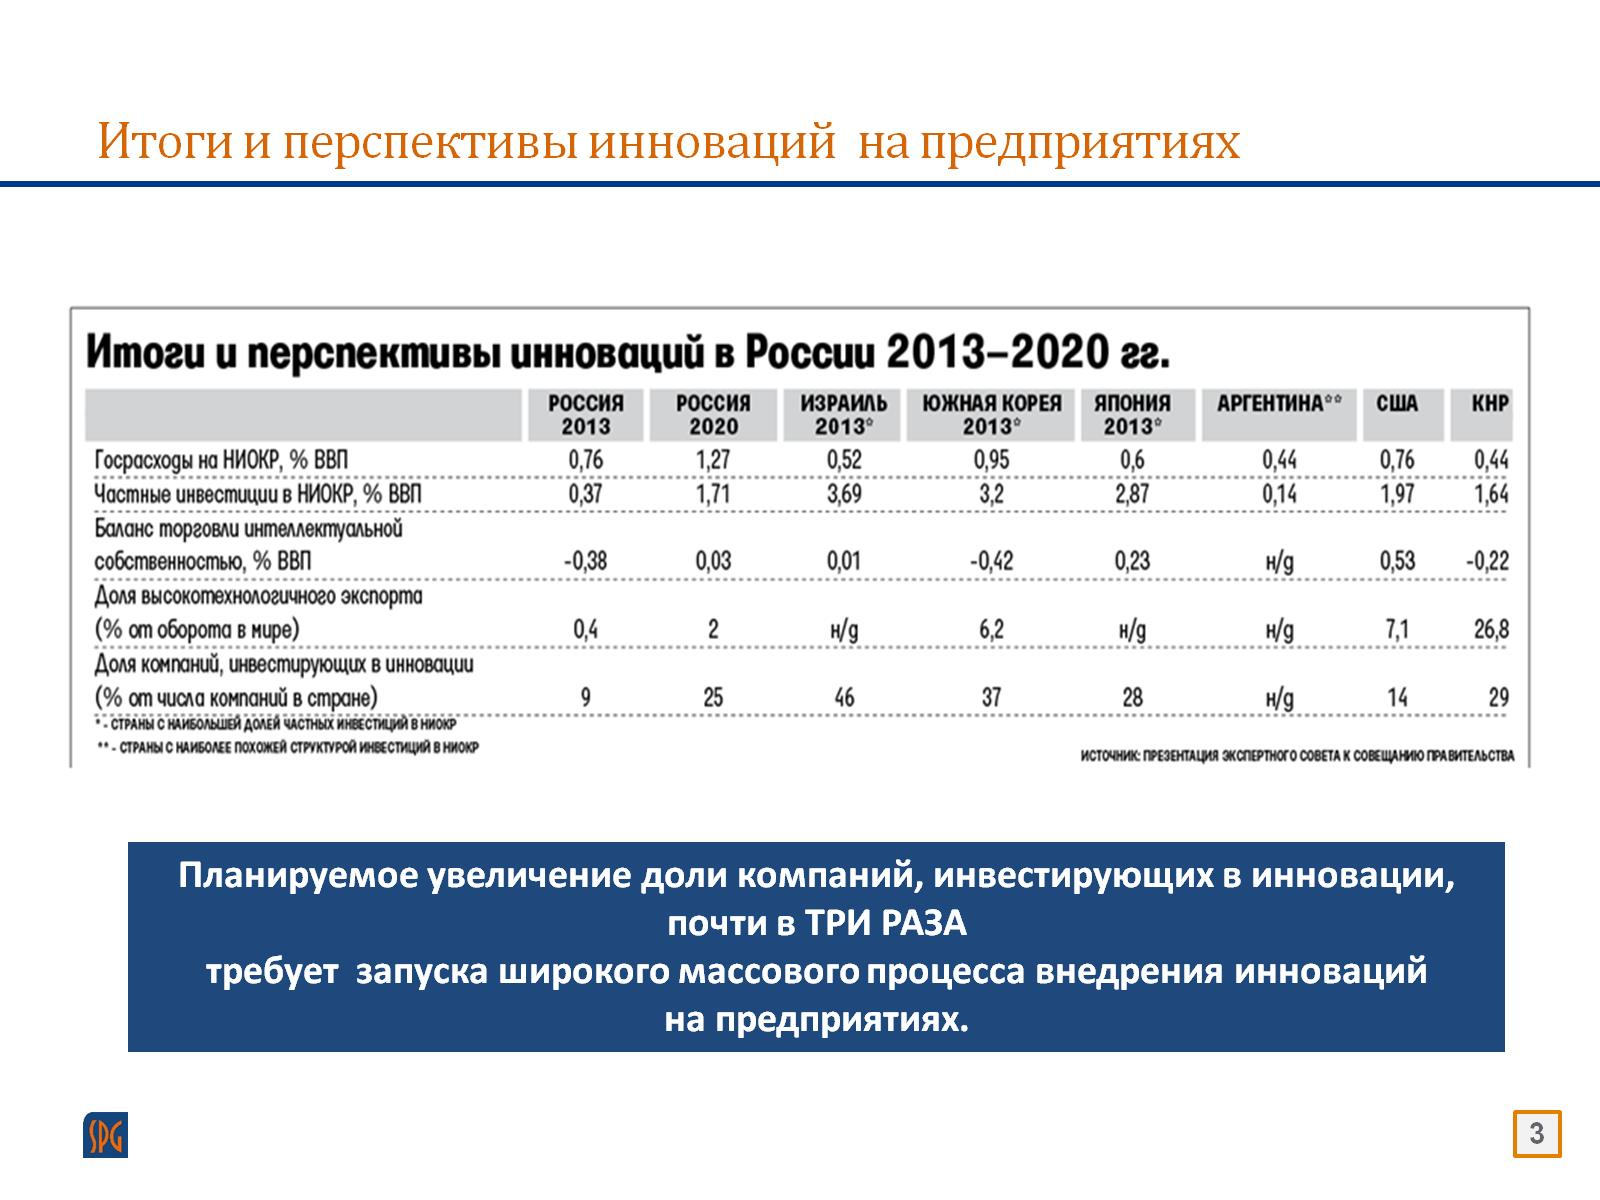 Итоги и перспективы инноваций на предприятиях
Итоги и перспективы инноваций в России 2013–2020 гг.
РОССИЯ 2013 РОССИЯ 2020 ИЗРАИЛЬ 2013* ЮЖНАЯ КОРЕЯ 2013* ЯПОНИЯ 2013* АРГЕНТИНА** США КНР
Госрасходы на НИОКР, % ВВП 0,76 1,27 0,52 0,95 0,6 0,44 0,76 0,44
Частные инвестиции в НИОКР, % ВВП 0,37 1,71 3,69 3,2 2,87 0,14 1,97 1,64
Баланс торговли интеллектуальной
собственностью, % ВВП -0,38 0,03 0,01 -0,42 0,23 н/д 0,53 -0,22
Доля высокотехнологичного экспорта
(% от оборота в мире) 0,4 2 н/д 6,2 н/д н/д 7,1 26,8
Доля компаний, инвестирующих в инновации
(% от числа компаний в стране) 9 25 46 37 28 н/д 14 29
* - СТРАНЫ С НАИБОЛЬШЕЙ ДОЛЕЙ ЧАСТНЫХ ИНВЕСТИЦИЙ В НИОКР
** - СТРАНЫ С НАИБОЛЕЕ ПОХОЖЕЙ СТРУКТУРОЙ ИНВЕСТИЦИЙ В НИОКР
ИСТОЧНИК: ПРЕЗЕНТАЦИЯ ЭКСПЕРТНОГО СОВЕТА К СОВЕЩАНИЮ ПРАВИТЕЛЬСТВА
Планируемое увеличение доли компаний, инвестирующих в инновации,
почти в ТРИ РАЗА
требует запуска широкого массового процесса внедрения инноваций
на предприятиях.
SPG
3